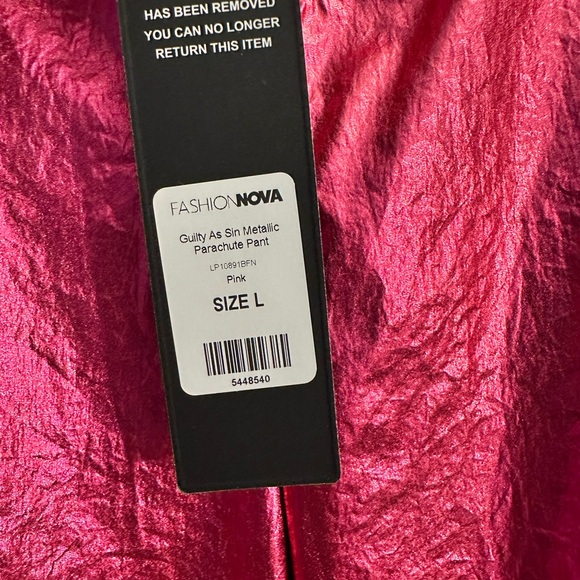 HAS BEEN REMOVED
YOU CAN NO LONGER
RETURN THIS ITEM
FASHIONNOVA
Guilty As Sin Metallic
Parachute Pant
LP10891BFN
Pink
SIZE L
5448540